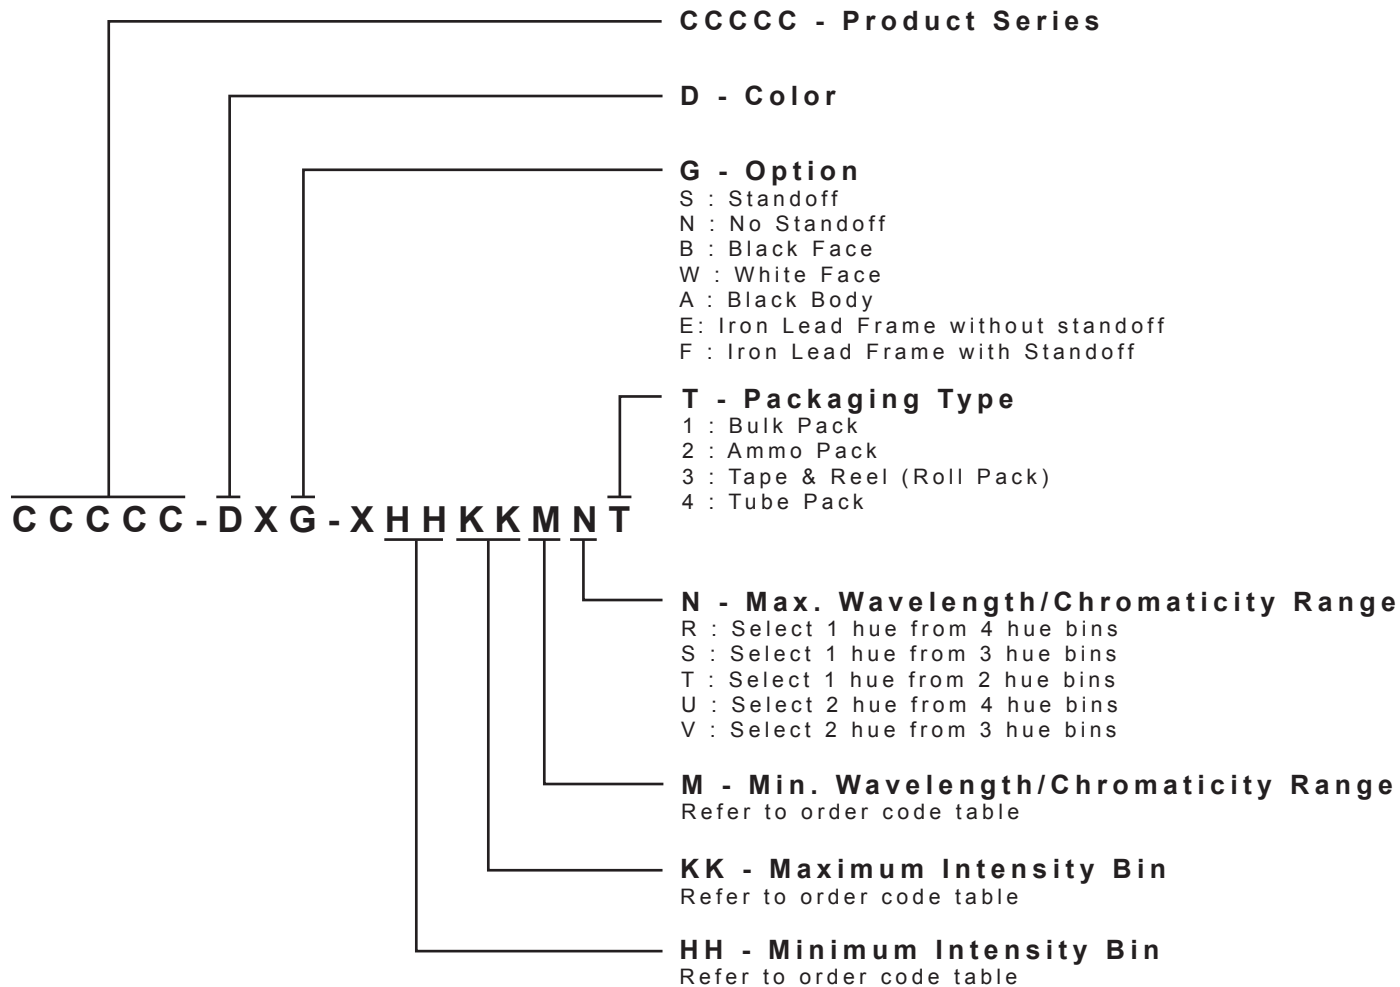 CCCCC - Product Series
D - Color
G - Option
S : Standoff
N : No Standoff
B : Black Face
W : White Face
A : Black Body
E: Iron Lead Frame without standoff
F : Iron Lead Frame with Standoff
T - Packaging Type
1 : Bulk Pack
2 : Ammo Pack
3 : Tape & Reel (Roll Pack)
4 : Tube Pack
CCCCC-DXG-XHHKKMNT
N - Max. Wavelength/Chromaticity Range
R : Select 1 hue from 4 hue bins
S : Select 1 hue from 3 hue bins
T : Select 1 hue from 2 hue bins
U : Select 2 hue from 4 hue bins
V : Select 2 hue from 3 hue bins
M - Min. Wavelength/Chromaticity Range
Refer to order code table
KK - Maximum Intensity Bin
Refer to order code table
HH - Minimum Intensity Bin
Refer to order code table